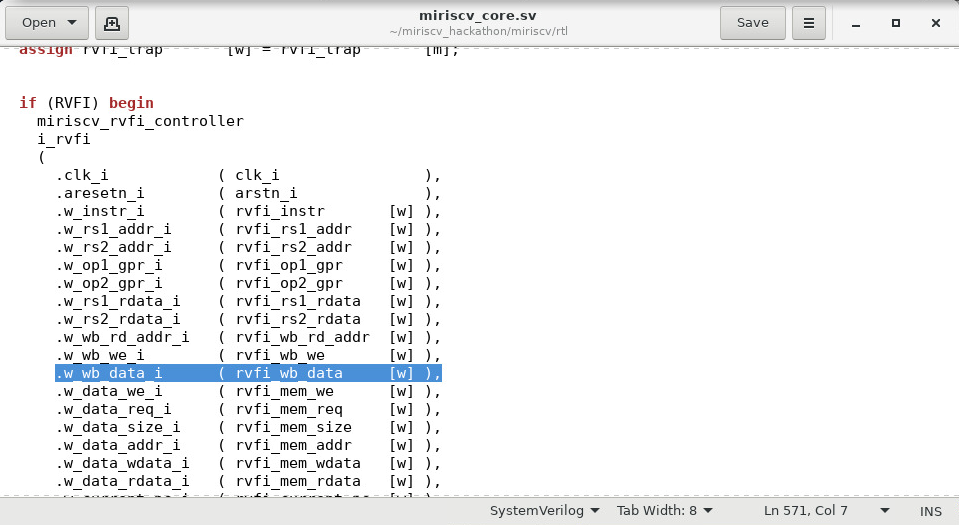 Open
miriscv_core.sv
~/miriscv_hackathon/miriscv/rtl
Save
assign rvfi_trap       [w] = rvfi_trap       [m];
if (RVFI) begin
  miriscv_rvfi_controller
  i_rvfi
  (
    .clk_i            ( clk_i                ),
    .aresetn_i        ( arstn_i              ),
    .w_instr_i        ( rvfi_instr       [w] ),
    .w_rs1_addr_i     ( rvfi_rs1_addr    [w] ),
    .w_rs2_addr_i     ( rvfi_rs2_addr    [w] ),
    .w_op1_gpr_i      ( rvfi_op1_gpr     [w] ),
    .w_op2_gpr_i      ( rvfi_op2_gpr     [w] ),
    .w_rs1_rdata_i    ( rvfi_rs1_rdata   [w] ),
    .w_rs2_rdata_i    ( rvfi_rs2_rdata   [w] ),
    .w_wb_rd_addr_i   ( rvfi_wb_rd_addr  [w] ),
    .w_wb_we_i        ( rvfi_wb_we       [w] ),
    .w_wb_data_i      ( rvfi_wb_data     [w] ),
    .w_data_we_i      ( rvfi_mem_we      [w] ),
    .w_data_req_i     ( rvfi_mem_req     [w] ),
    .w_data_size_i    ( rvfi_mem_size    [w] ),
    .w_data_addr_i    ( rvfi_mem_addr    [w] ),
    .w_data_wdata_i   ( rvfi_mem_wdata   [w] ),
    .w_data_rdata_i   ( rvfi_mem_rdata   [w] ),
    .w_current_pc_i   ( rvfi_current_pc  [w] ),
SystemVerilog
Tab Width: 8
Ln 571, Col 7
INS